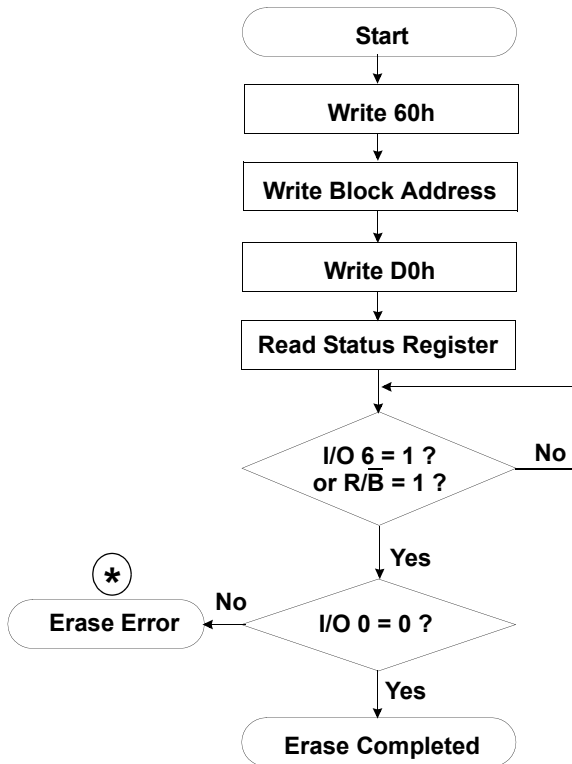 Start
Write 60h
Write Block Address
Write D0h
Read Status Register
I/O 6 = 1 ?
or R/B̅ = 1 ?
No
Yes
*
No
Erase Error
I/O 0 = 0 ?
Yes
Erase Completed